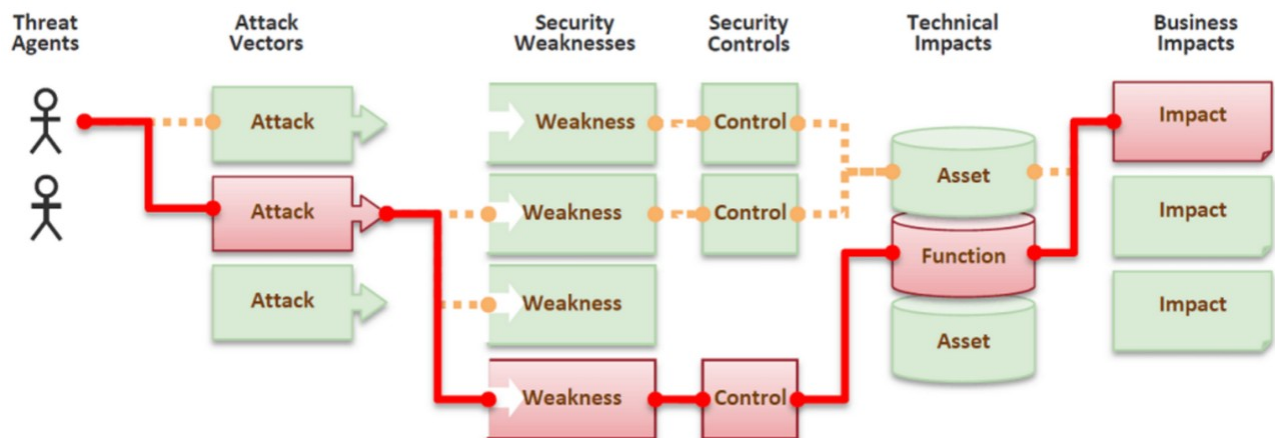 Threat
Agents
Attack
Vectors
Security
Weaknesses
Security
Controls
Technical
Impacts
Business
Impacts
Attack
Weakness
Control
Impact
Asset
Attack
Weakness
Control
Impact
Function
Attack
Weakness
Impact
Asset
Weakness
Control